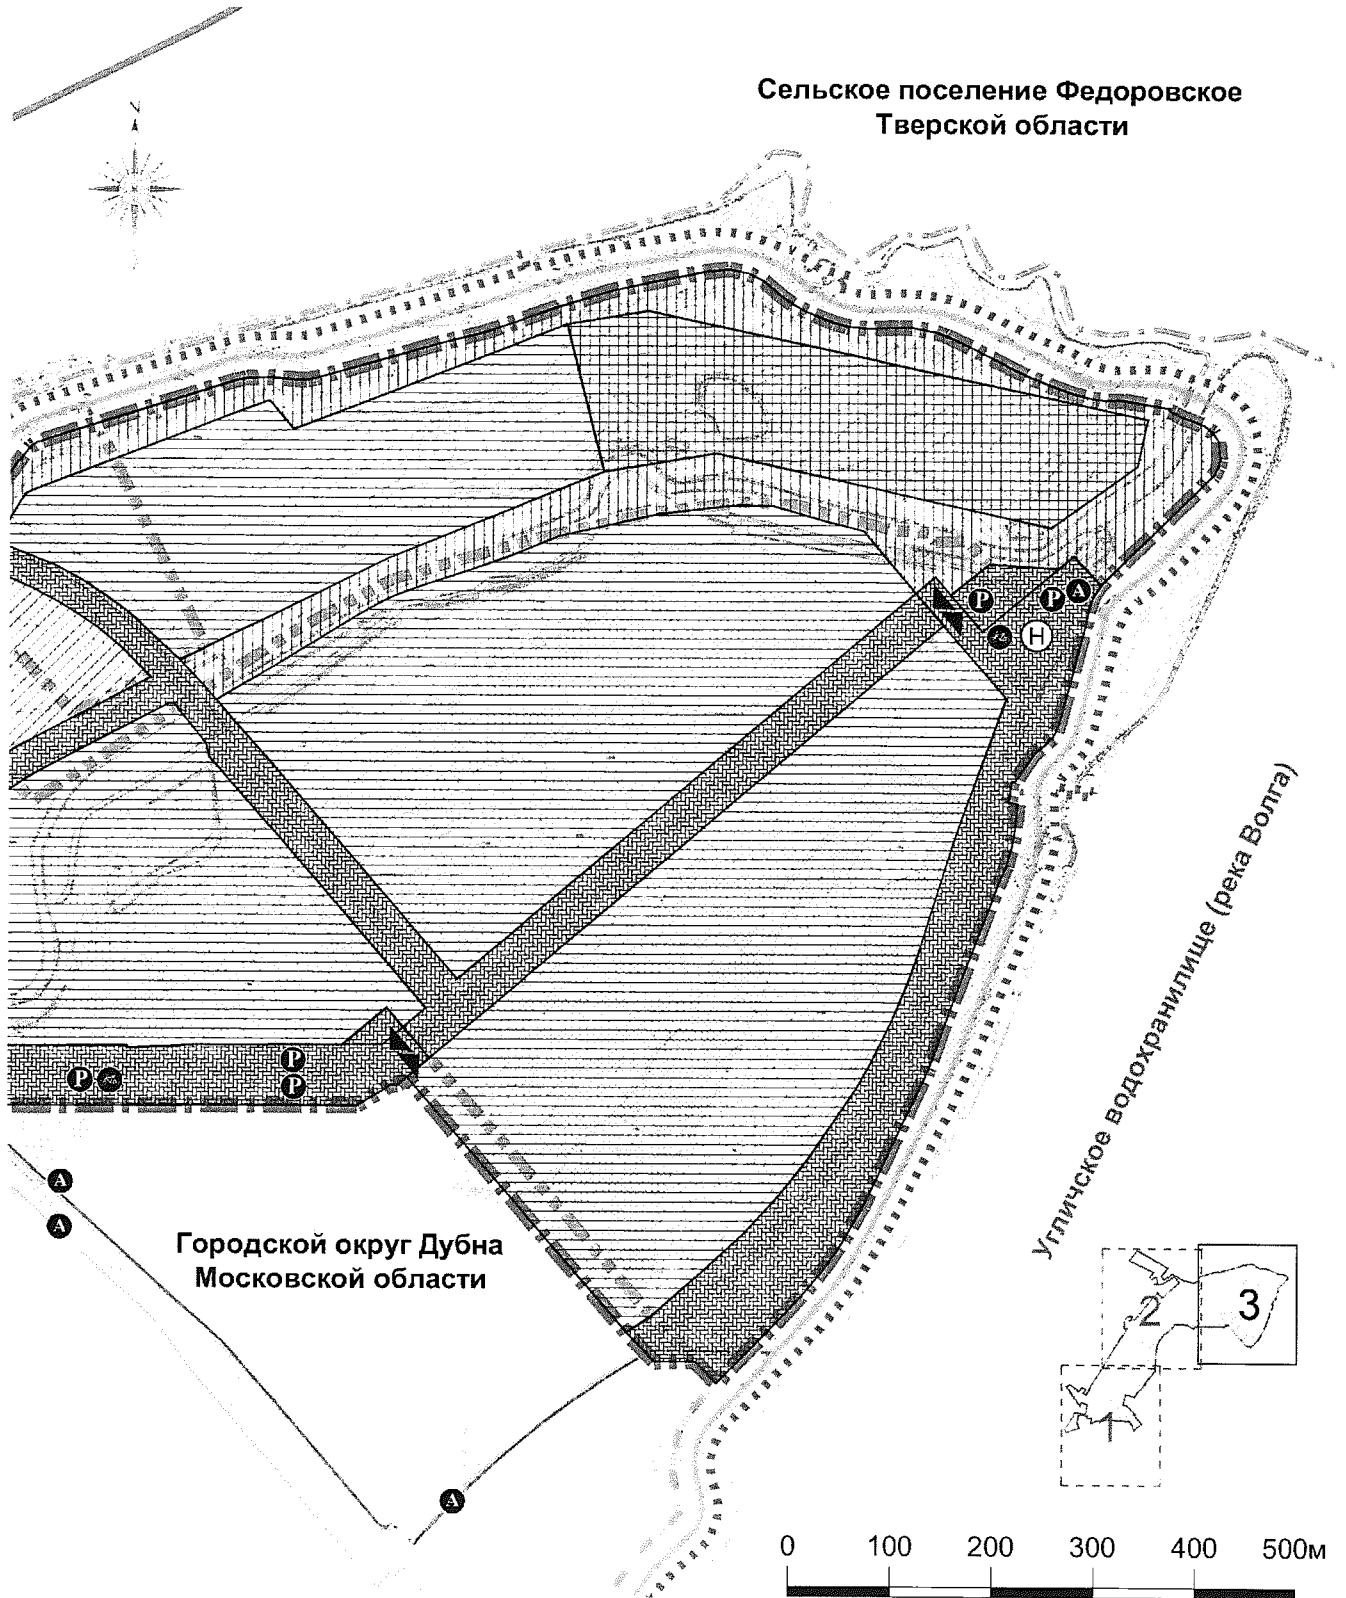 Сельское поселение Федоровское
Тверской области
P
P
A
H
Угличское водохранилище (река Волга)
P
P
P
A
A
Городской округ Дубна
Московской области
A
2
3
1
0 100 200 300 400 500м